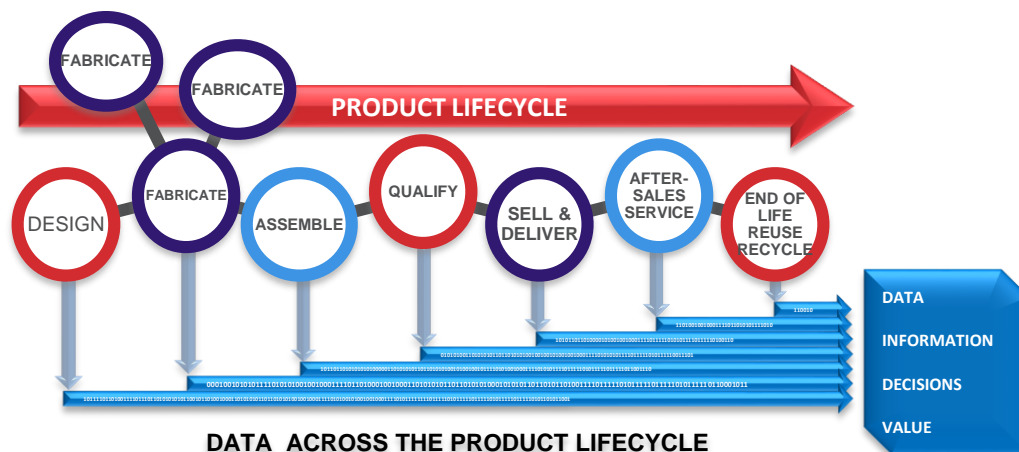 FABRICATE
FABRICATE
PRODUCT LIFECYCLE
DESIGN
FABRICATE
ASSEMBLE
QUALIFY
SELL &
DELIVER
AFTER-
SALES
SERVICE
END OF
LIFE
REUSE
RECYCLE
110010
DATA
INFORMATION
DECISIONS
VALUE
DATA ACROSS THE PRODUCT LIFECYCLE